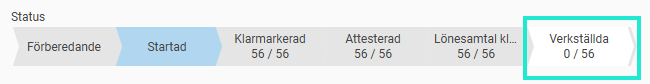 Status
Förberedande
Startad
Klarmarkerad
56 / 56
Attesterad
56 / 56
Lönesamtal kl...
56 / 56
Verkställda
0 / 56